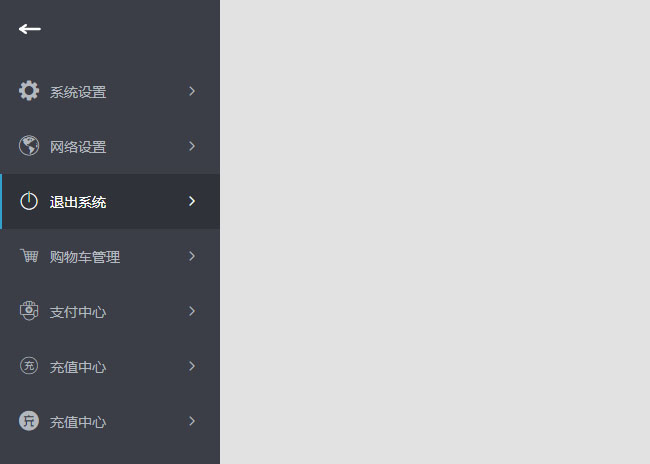 系统设置
网络设置
退出系统
购物车管理
支付中心
充 充值中心
充 充值中心